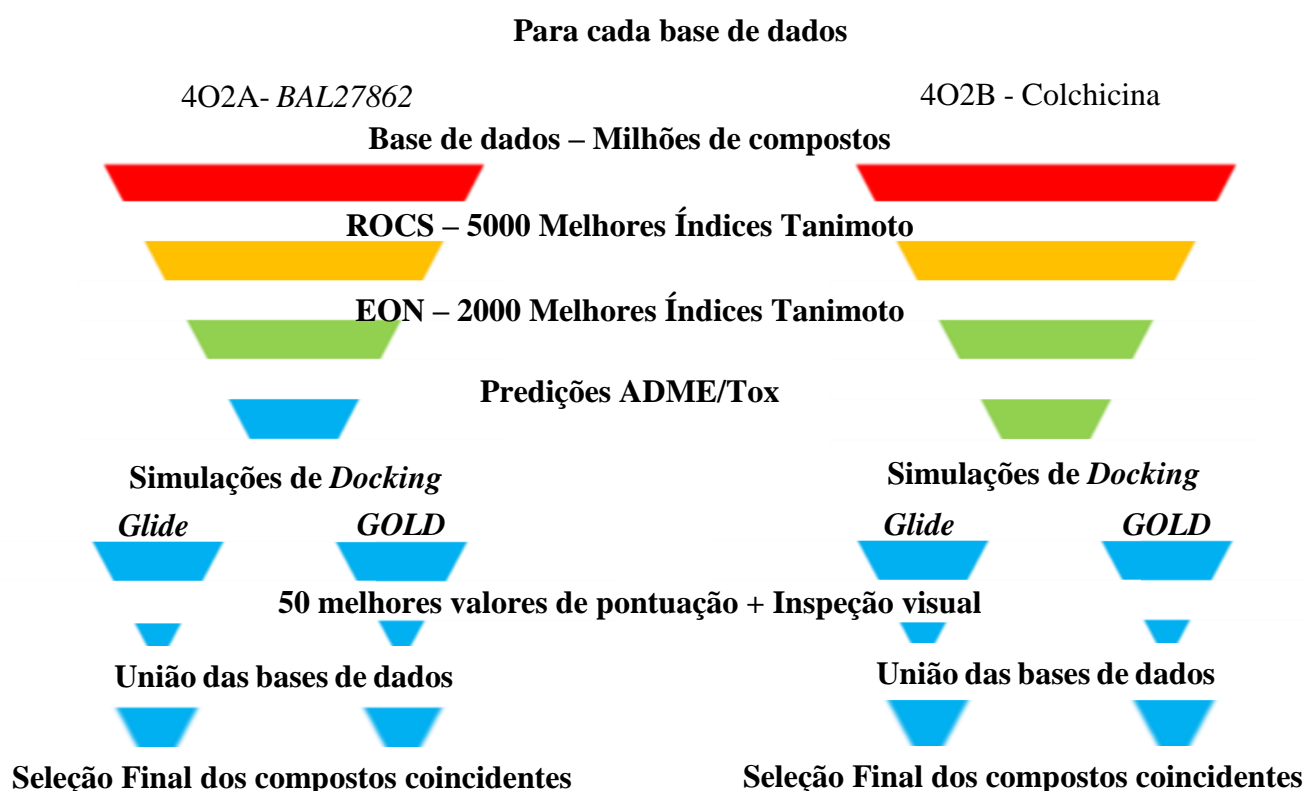 Para cada base de dados
4O2A- BAL27862
4O2B - Colchicina
Base de dados – Milhões de compostos
ROCS – 5000 Melhores Índices Tanimoto
EON – 2000 Melhores Índices Tanimoto
Predições ADME/Tox
Simulações de Docking
Simulações de Docking
Glide
GOLD
Glide
GOLD
50 melhores valores de pontuação + Inspeção visual
União das bases de dados
União das bases de dados
Seleção Final dos compostos coincidentes
Seleção Final dos compostos coincidentes